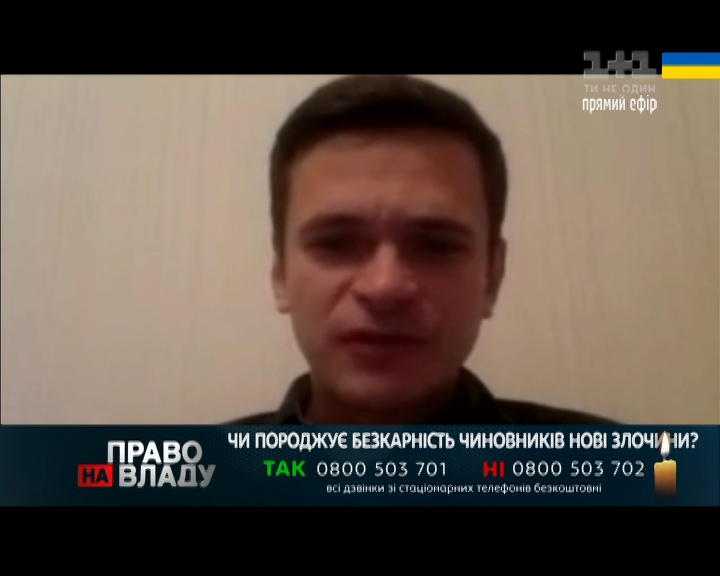 1+1
ТИ НЕ ОДИН
ПРЯМИЙ ЕФІР
ЧИ ПОРОДЖУЄ БЕЗКАРНІСТЬ ЧИНОВНИКІВ НОВІ ЗЛОЧИНИ?
ПРАВО
НА ВЛАДУ
ТАК 0800 503 701 НІ 0800 503 702
всі дзвінки зі стаціонарних телефонів безкоштовні